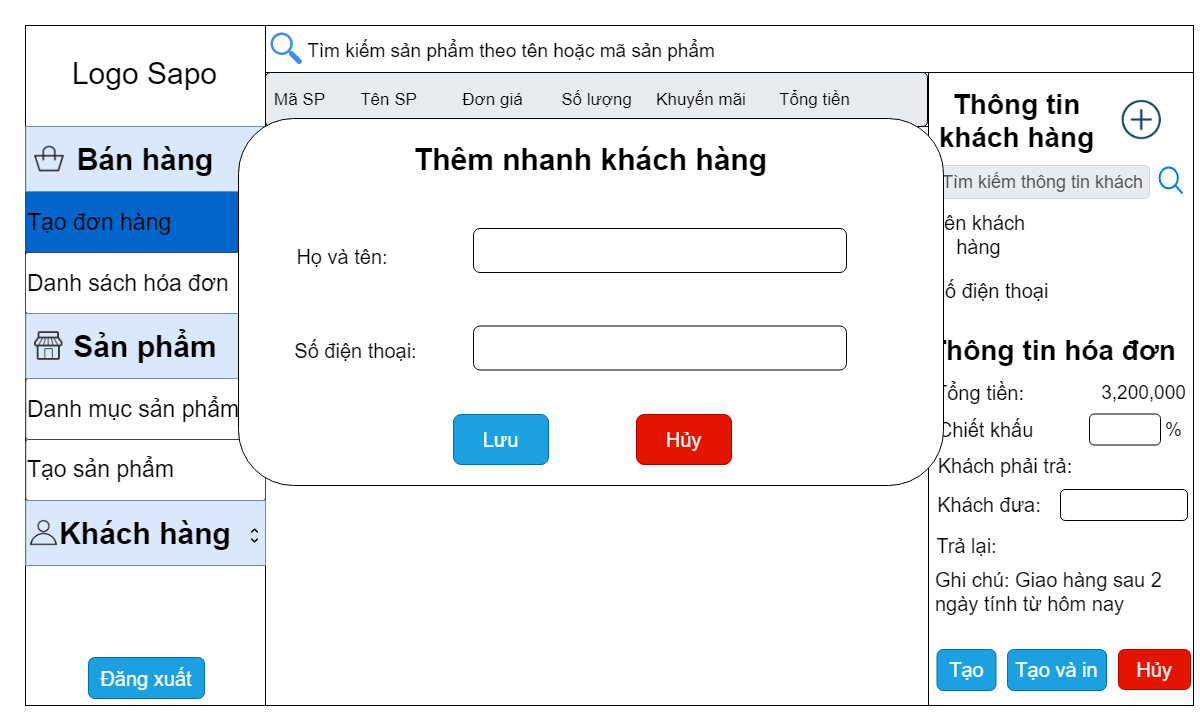 Logo Sapo
Tìm kiếm sản phẩm theo tên hoặc mã sản phẩm
Mã SP Tên SP Đơn giá Số lượng Khuyến mãi Tổng tiền
Bán hàng
Tạo đơn hàng
Danh sách hóa đơn
Sản phẩm
Danh mục sản phẩm
Tạo sản phẩm
Khách hàng
Đăng xuất
Thêm nhanh khách hàng
Họ và tên:
Số điện thoại:
Lưu Hủy
Thông tin
khách hàng
Tìm kiếm thông tin khách
ên khách
hàng
ố điện thoại
Thông tin hóa đơn
Tổng tiền: 3,200,000
Chiết khấu %
Khách phải trả:
Khách đưa:
Trả lại:
Ghi chú: Giao hàng sau 2
ngày tính từ hôm nay
Tạo Tạo và in Hủy